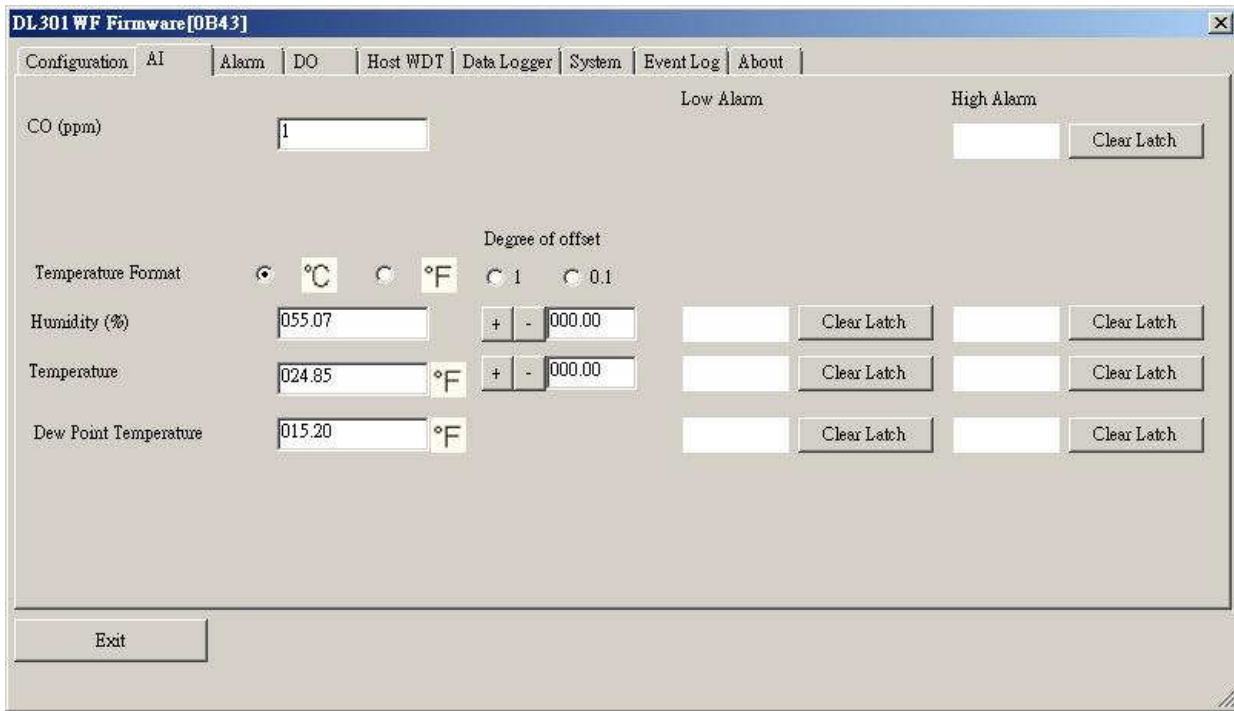 DL301WF Firmware[0B43]
Configuration AI Alarm DO Host WDT Data Logger System Event Log About
Low Alarm High Alarm
CO (ppm) 1 Clear Latch
Degree of offset
Temperature Format °C °F 1 0.1
Humidity (%) 055.07 + - 000.00 Clear Latch Clear Latch
Temperature 024.85 °F + - 000.00 Clear Latch Clear Latch
Dew Point Temperature 015.20 °F Clear Latch Clear Latch
Exit